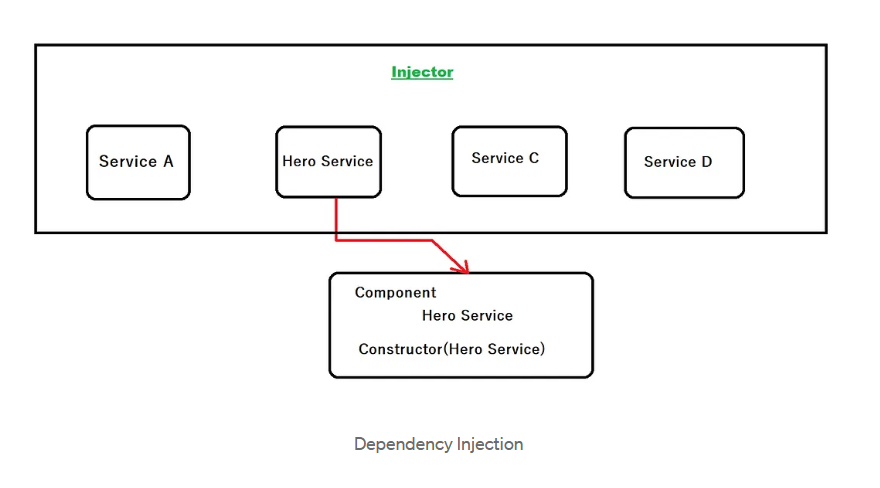 Injector
Service A
Hero Service
Service C
Service D
Component
Hero Service
Constructor(Hero Service)
Dependency Injection